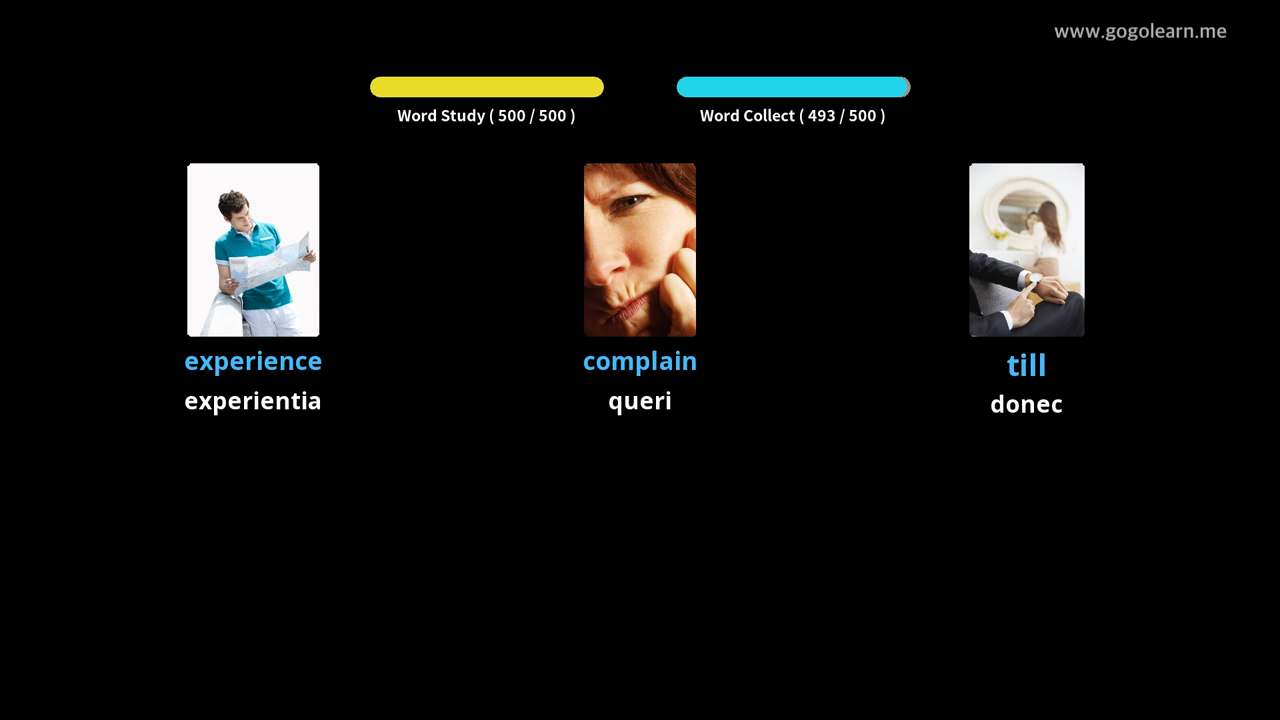 www.gogolearn.me
Word Study ( 500 / 500 )
Word Collect ( 493 / 500 )
experience
complain
till
experientia
queri
donec